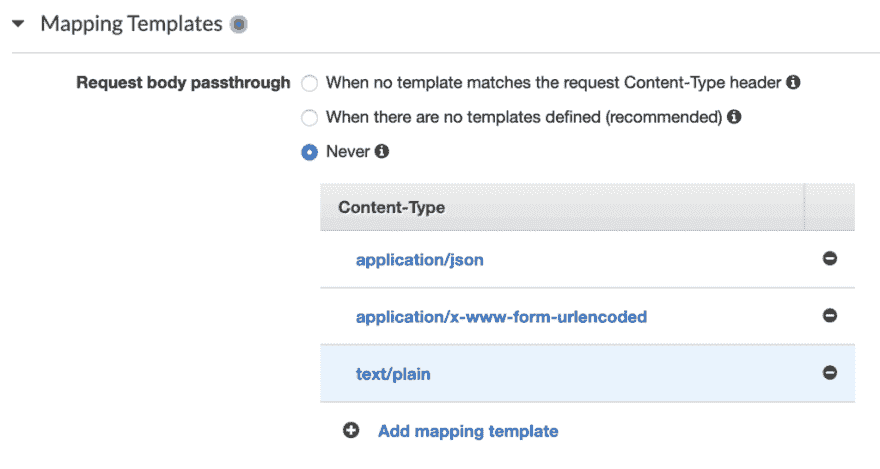 Mapping Templates
Request body passthrough
When no template matches the request Content-Type header
When there are no templates defined (recommended)
Never
Content-Type
application/json
application/x-www-form-urlencoded
text/plain
Add mapping template